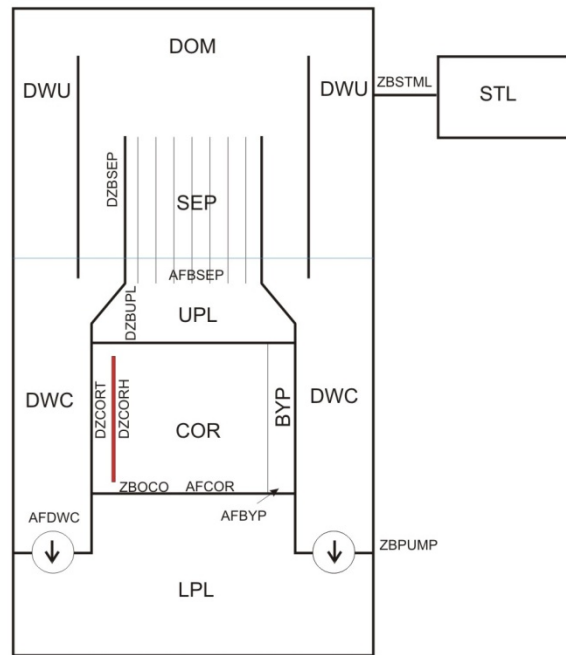 DOM
DWU
DWU
ZBSTML
STL
DZBSEP
SEP
AFBSEP
DZBUPL
UPL
DWC
DZCORT
DZCORH
COR
BYP
DWC
ZBOCO
AFCOR
AFDWC
AFBYP
ZBPUMP
LPL